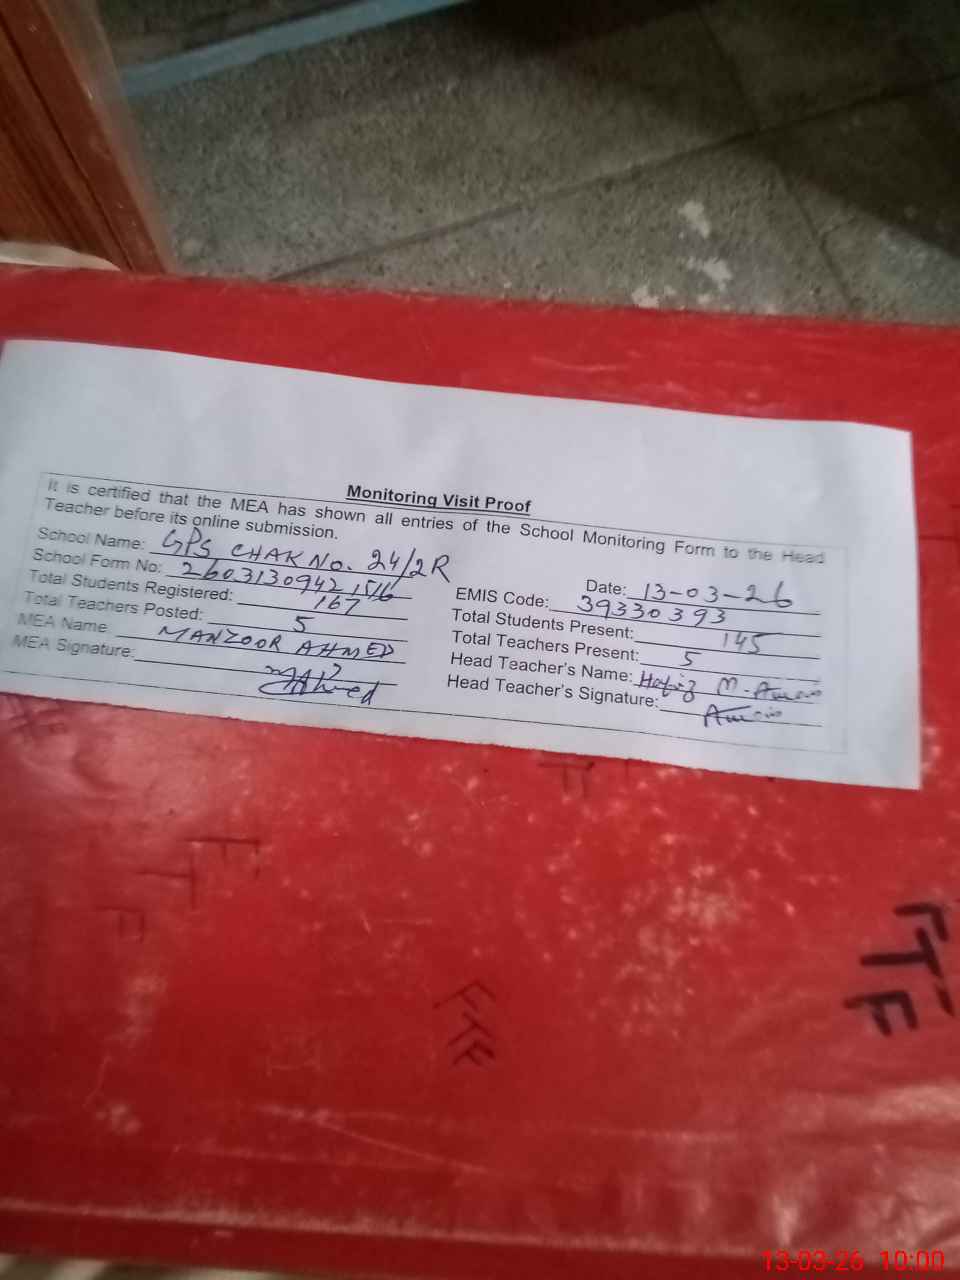 Monitoring Visit Proof
It is certified that the MEA has shown all entries of the School Monitoring Form to the Head
Teacher before its online submission.
School Name: GPS CHAK No. 24/2R
Date: 13-03-26
School Form No: 2603130942 1516
EMIS Code: 39330393
Total Students Registered: 167
Total Students Present: 145
Total Teachers Posted: 5
Total Teachers Present: 5
MEA Name MANZOOR AHMED
Head Teacher's Name: Hafiz M.
MEA Signature: Ahmed
Head Teacher's Signature:
FTF
13-03-26 10:00